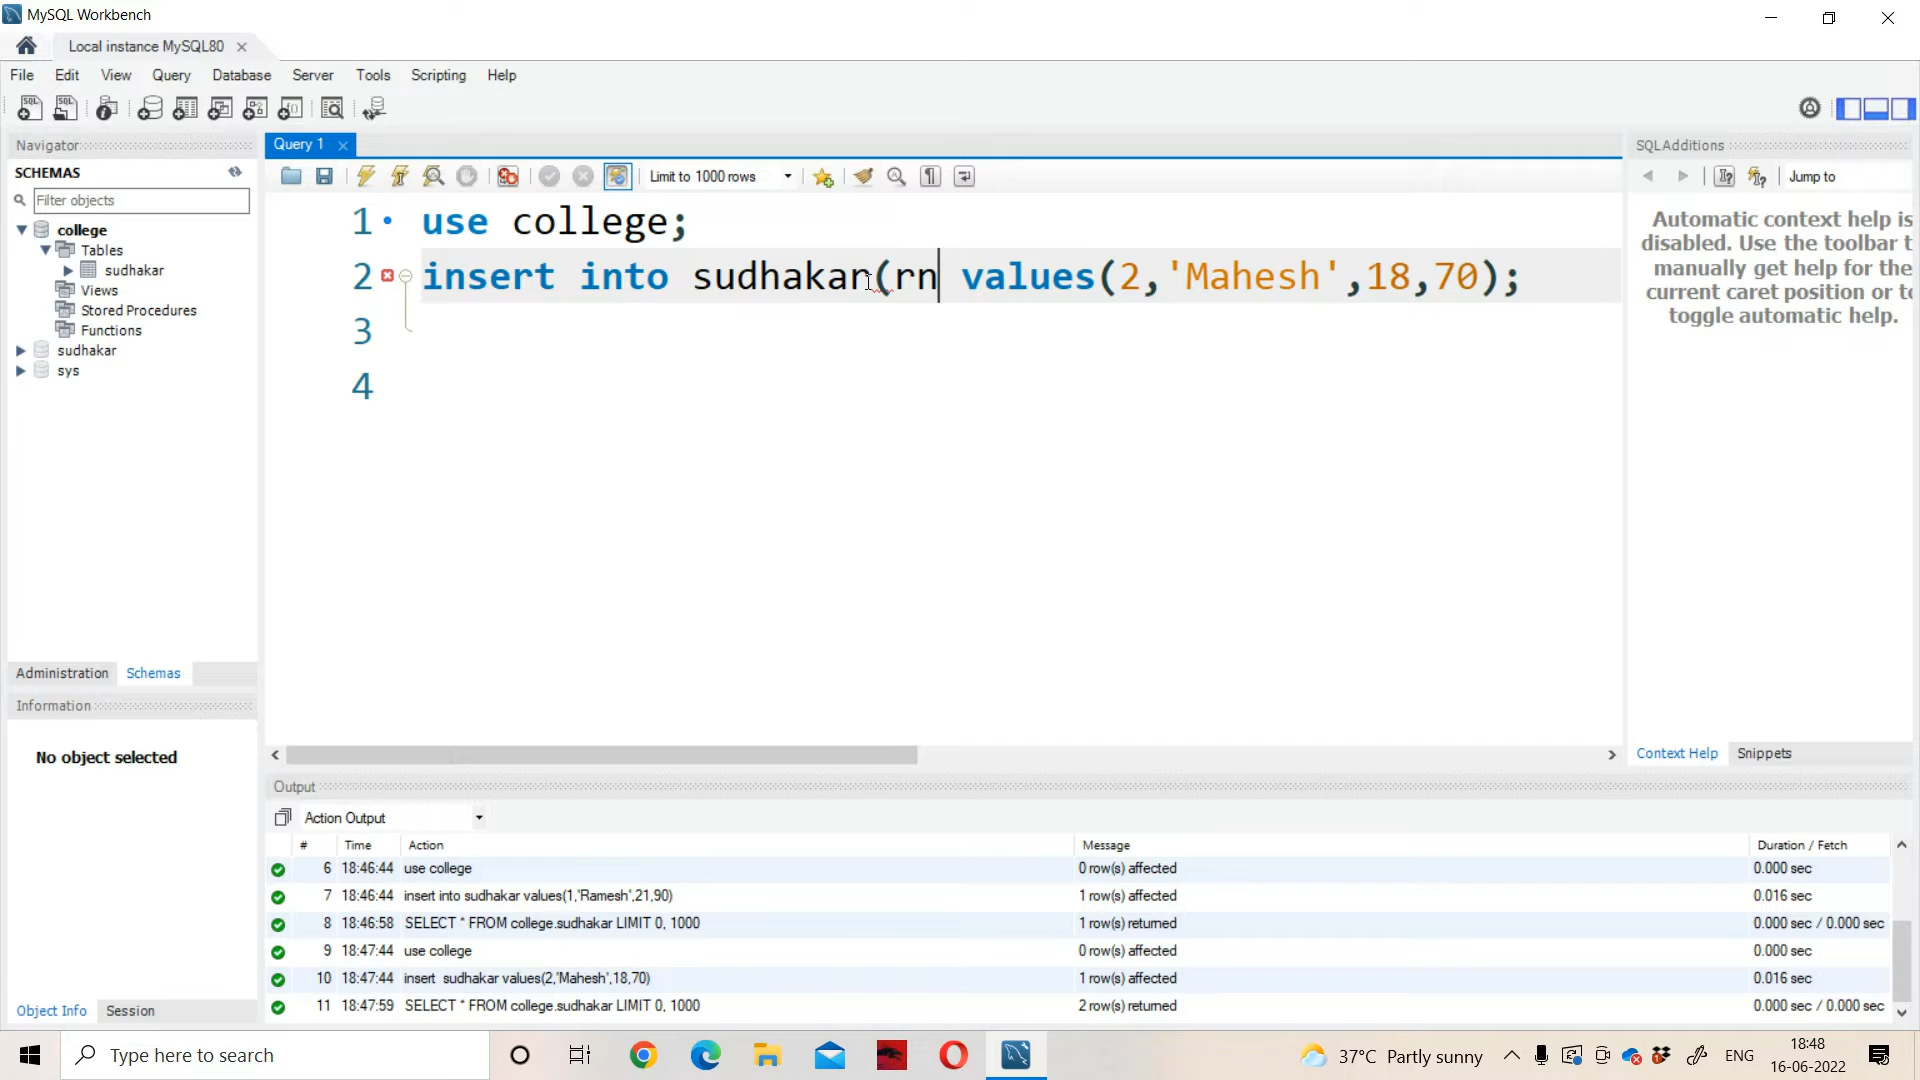 MySQL Workbench
Local instance MySQL80
File Edit View Query Database Server Tools Scripting Help
Navigator
SCHEMAS
Filter objects
college
Tables
sudhakar
Views
Stored Procedures
Functions
sudhakar
sys
Administration Schemas
Information
No object selected
Object Info Session
Query 1
Limit to 1000 rows
1 use college;
2 insert into sudhakar(rn values(2,'Mahesh',18,70);
3
4
SQLAdditions
Jump to
Automatic context help is
disabled. Use the toolbar t
manually get help for the
current caret position or to
toggle automatic help.
Context Help Snippets
Output
Action Output
# Time Action Message Duration / Fetch
6 18:46:44 use college 0 row(s) affected 0.000 sec
7 18:46:44 insert into sudhakar values(1,'Ramesh',21,90) 1 row(s) affected 0.016 sec
8 18:46:58 SELECT * FROM college.sudhakar LIMIT 0, 1000 1 row(s) returned 0.000 sec / 0.000 sec
9 18:47:44 use college 0 row(s) affected 0.000 sec
10 18:47:44 insert  sudhakar values(2,'Mahesh',18,70) 1 row(s) affected 0.016 sec
11 18:47:59 SELECT * FROM college.sudhakar LIMIT 0, 1000 2 row(s) returned 0.000 sec / 0.000 sec
Type here to search
37°C Partly sunny
ENG
18:48
16-06-2022